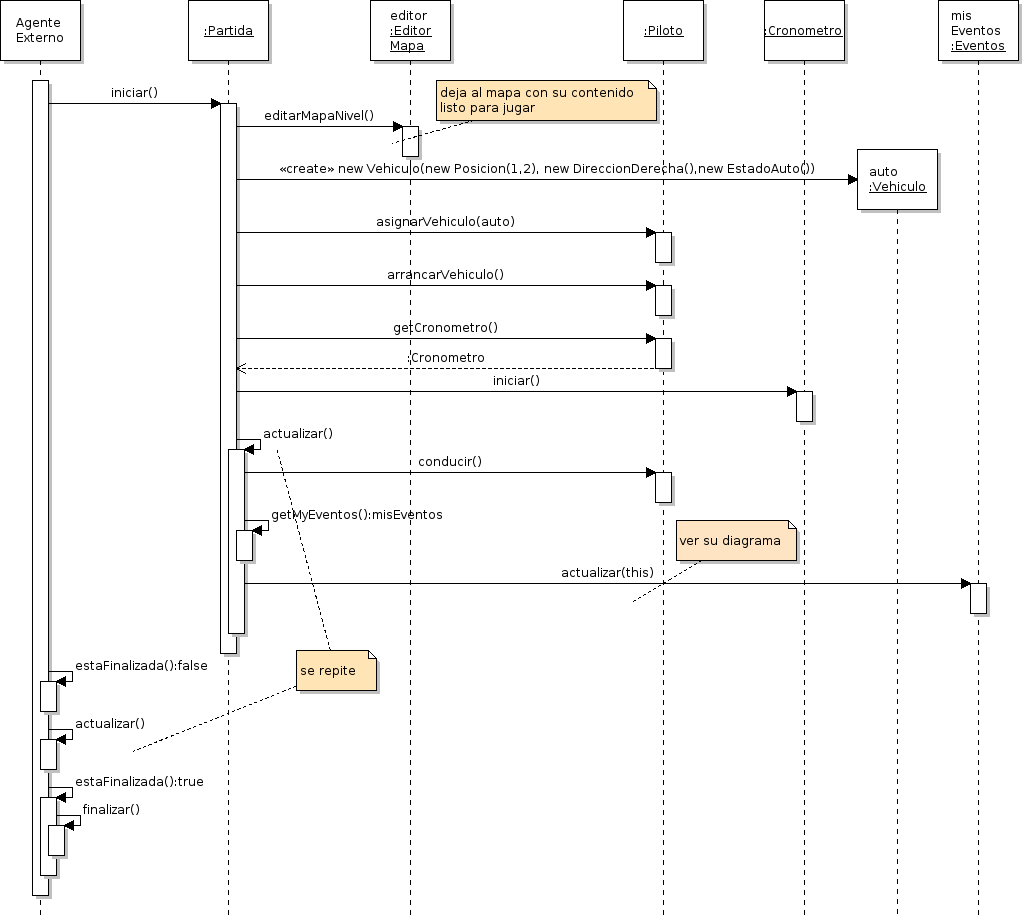 Agente
Externo
:Partida
editor
:Editor
Mapa
:Piloto
:Cronometro
mis
Eventos
:Eventos
iniciar()
deja al mapa con su contenido
listo para jugar
editarMapaNivel()
«create» new Vehiculo(new Posicion(1,2), new DireccionDerecha(),new EstadoAuto())
auto
:Vehiculo
asignarVehiculo(auto)
arrancarVehiculo()
getCronometro()
:Cronometro
iniciar()
actualizar()
conducir()
getMyEventos():misEventos
ver su diagrama
actualizar(this)
estaFinalizada():false
se repite
actualizar()
estaFinalizada():true
finalizar()